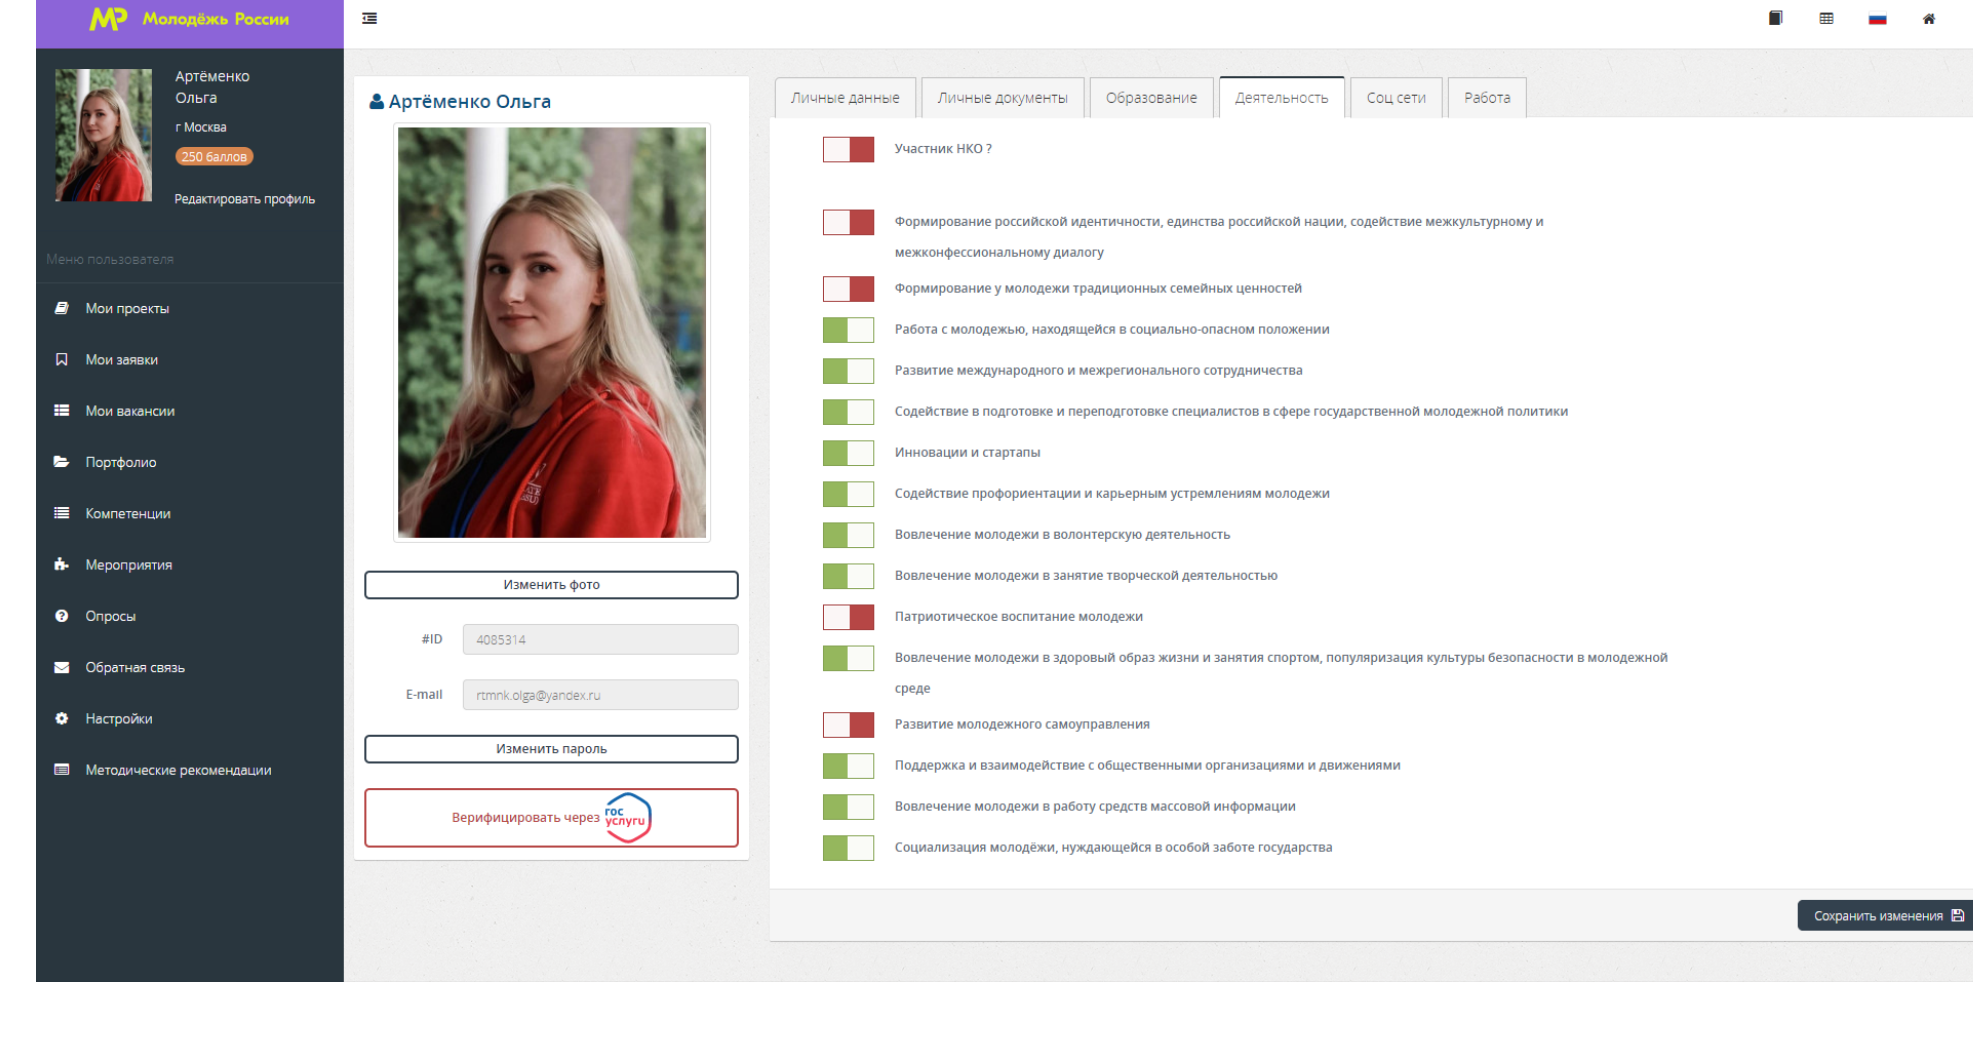 Молодёжь России
Артёменко
Ольга
г Москва
250 баллов
Редактировать профиль
Меню пользователя
Мои проекты
Мои заявки
Мои вакансии
Портфолио
Компетенции
Мероприятия
Опросы
Обратная связь
Настройки
Методические рекомендации
Артёменко Ольга
Изменить фото
#ID 4085314
E-mail rtmnk.olga@yandex.ru
Изменить пароль
Верифицировать через гос
услуги
Личные данные Личные документы Образование Деятельность Соц сети Работа
Участник НКО ?
Формирование российской идентичности, единства российской нации, содействие межкультурному и
межконфессиональному диалогу
Формирование у молодежи традиционных семейных ценностей
Работа с молодежью, находящейся в социально-опасном положении
Развитие международного и межрегионального сотрудничества
Содействие в подготовке и переподготовке специалистов в сфере государственной молодежной политики
Инновации и стартапы
Содействие профориентации и карьерным устремлениям молодежи
Вовлечение молодежи в волонтерскую деятельность
Вовлечение молодежи в занятие творческой деятельностью
Патриотическое воспитание молодежи
Вовлечение молодежи в здоровый образ жизни и занятия спортом, популяризация культуры безопасности в молодежной
среде
Развитие молодежного самоуправления
Поддержка и взаимодействие с общественными организациями и движениями
Вовлечение молодежи в работу средств массовой информации
Социализация молодёжи, нуждающейся в особой заботе государства
Сохранить изменения